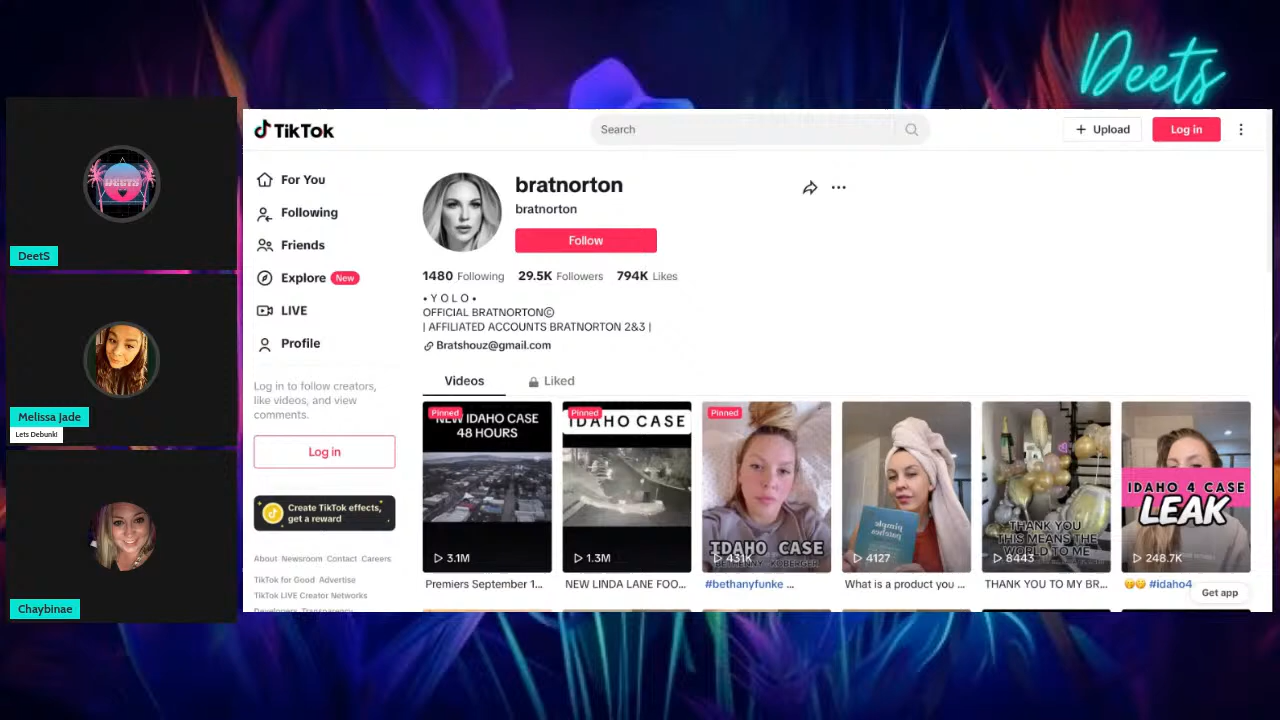 Deets
DEETS
DeetS
Melissa Jade
Lets Debunk!
Chaybinae
TikTok
Search
Upload
Log in
For You
Following
Friends
Explore New
LIVE
Profile
Log in to follow creators,
like videos, and view
comments.
Log in
Create TikTok effects,
get a reward
About Newsroom Contact Careers
TikTok for Good Advertise
TikTok LIVE Creator Networks
Developers Transparency
bratnorton
bratnorton
Follow
1480 Following 29.5K Followers 794K Likes
• Y O L O •
OFFICIAL BRATNORTON©
| AFFILIATED ACCOUNTS BRATNORTON 2&3 |
Bratshouz@gmail.com
Videos Liked
Pinned
NEW IDAHO CASE
48 HOURS
3.1M
Premiers September 1...
Pinned
IDAHO CASE
1.3M
NEW LINDA LANE FOO...
Pinned
IDAHO CASE
431K
#bethanyfunke ...
4127
What is a product you ...
THANK YOU
THIS MEANS THE
WORLD TO ME
8443
THANK YOU TO MY BR...
IDAHO 4 CASE
LEAK
248.7K
#idaho4
Get app